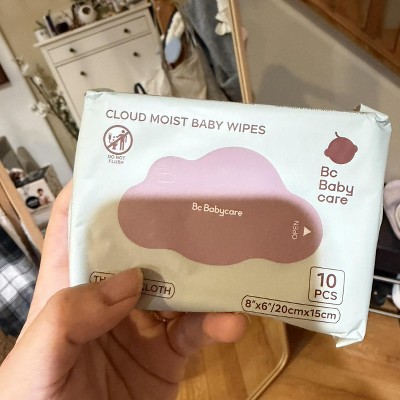 CLOUD MOIST BABY WIPES
DO NOT
FLUSH
Bc
Baby
care
Bc Babycare
OPEN
10
PCS
CLOTH
8"x6"/20cmx15cm